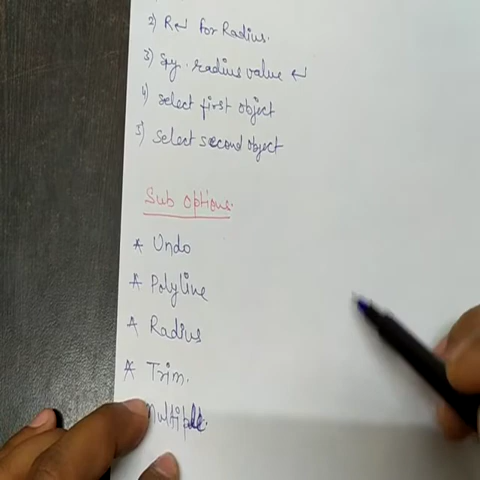 2) R↵ for Radius.
3) Spy. radius value ↵
4) select first object
5) select second object
Sub options.
* Undo
* Polyline
* Radius
* Trim.
Multiple.